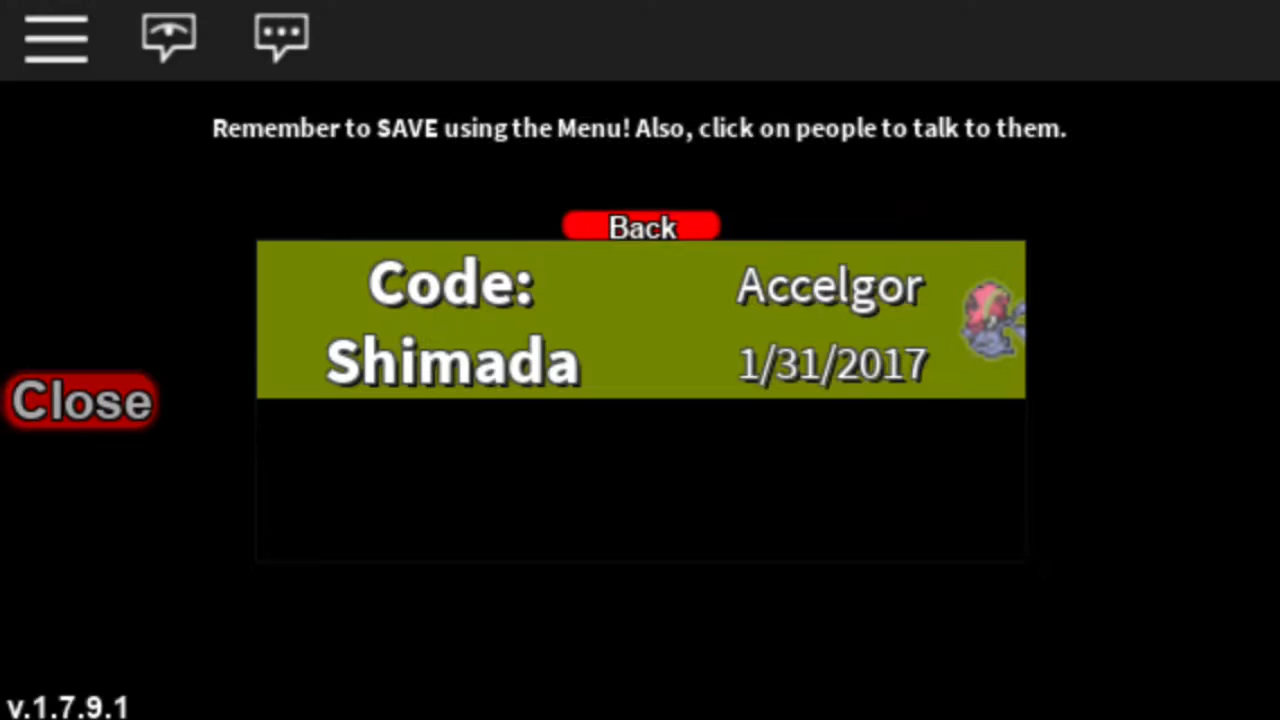 Remember to SAVE using the Menu! Also, click on people to talk to them.
Back
Code: Accelgor
Shimada 1/31/2017
Close
v.1.7.9.1